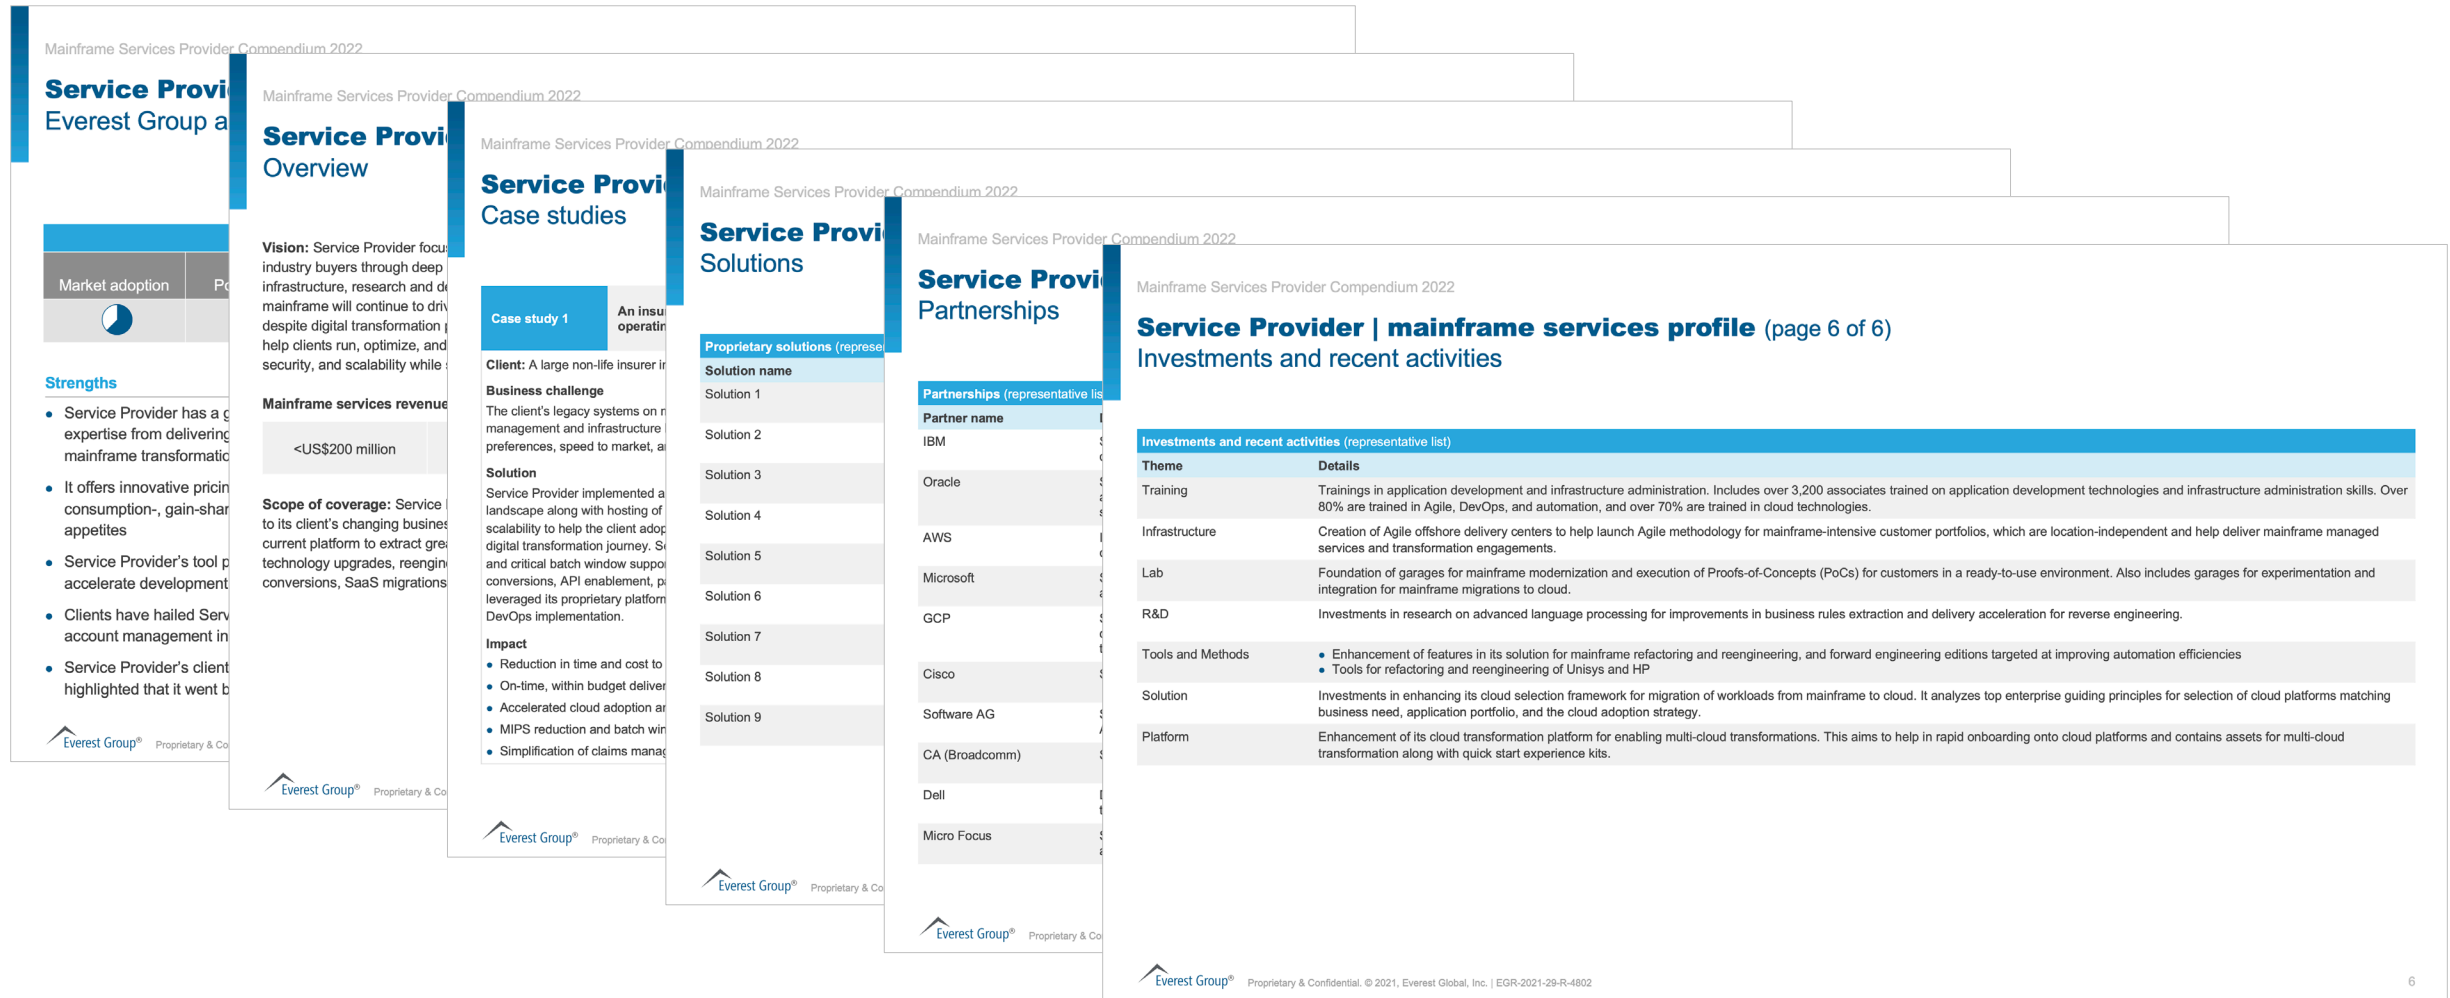 Mainframe Services Provider Compendium 2022
Service Provi
Everest Group a
Market adoption
Strengths
Service Provider has a
expertise from delivering
mainframe
It offers innovative
consumption-, gain-
appetites
Service Provider's tool
accelerate development
Clients have hailed
account management in
Service Provider's client
highlighted that it went
Everest Group®
Proprietary & Co
Mainframe Services Provider Compendium 2022
Service Provi
Overview
Vision: Service Provider
industry buyers through deep
infrastructure, research and
mainframe will continue to
despite digital transformation
help clients run, optimize, and
security, and scalability while
Mainframe services revenue
<US$200 million
Scope of coverage: Service
to its client's changing
current platform to extract
technology upgrades,
conversions, SaaS migrations
Everest Group®
Proprietary & Co
Mainframe Services Provider Compendium 2022
Service Provi
Case studies
Case study 1
An insu
operatin
Client: A large non-life insurer
Business challenge
The client's legacy systems on
management and infrastructure
preferences, speed to market,
Solution
Service Provider implemented a
landscape along with hosting of
scalability to help the client
digital transformation journey.
and critical batch window
conversions, API enablement,
leveraged its proprietary platform
DevOps implementation.
Impact
Reduction in time and cost to
On-time, within budget
Accelerated cloud adoption
MIPS reduction and batch
Simplification of claims
Everest Group®
Proprietary & Co
Mainframe Services Provider Compendium 2022
Service Provi
Solutions
Proprietary solutions (represe
Solution name
Solution 1
Solution 2
Solution 3
Solution 4
Solution 5
Solution 6
Solution 7
Solution 8
Solution 9
Everest Group®
Proprietary & Co
Mainframe Services Provider Compendium 2022
Service Provi
Partnerships
Partnerships (representative lis
Partner name
IBM
Oracle
AWS
Microsoft
GCP
Cisco
Software AG
CA (Broadcomm)
Dell
Micro Focus
Everest Group®
Proprietary & Co
Mainframe Services Provider Compendium 2022
Service Provider | mainframe services profile (page 6 of 6)
Investments and recent activities
Investments and recent activities (representative list)
Theme Details
Training Trainings in application development and infrastructure administration. Includes over 3,200 associates trained on application development technologies and infrastructure administration skills. Over
80% are trained in Agile, DevOps, and automation, and over 70% are trained in cloud technologies.
Infrastructure Creation of Agile offshore delivery centers to help launch Agile methodology for mainframe-intensive customer portfolios, which are location-independent and help deliver mainframe managed
services and transformation engagements.
Lab Foundation of garages for mainframe modernization and execution of Proofs-of-Concepts (PoCs) for customers in a ready-to-use environment. Also includes garages for experimentation and
integration for mainframe migrations to cloud.
R&D Investments in research on advanced language processing for improvements in business rules extraction and delivery acceleration for reverse engineering.
Tools and Methods Enhancement of features in its solution for mainframe refactoring and reengineering, and forward engineering editions targeted at improving automation efficiencies
Tools for refactoring and reengineering of Unisys and HP
Solution Investments in enhancing its cloud selection framework for migration of workloads from mainframe to cloud. It analyzes top enterprise guiding principles for selection of cloud platforms matching
business need, application portfolio, and the cloud adoption strategy.
Platform Enhancement of its cloud transformation platform for enabling multi-cloud transformations. This aims to help in rapid onboarding onto cloud platforms and contains assets for multi-cloud
transformation along with quick start experience kits.
Everest Group®
Proprietary & Confidential. © 2021, Everest Global, Inc. | EGR-2021-29-R-4802
6